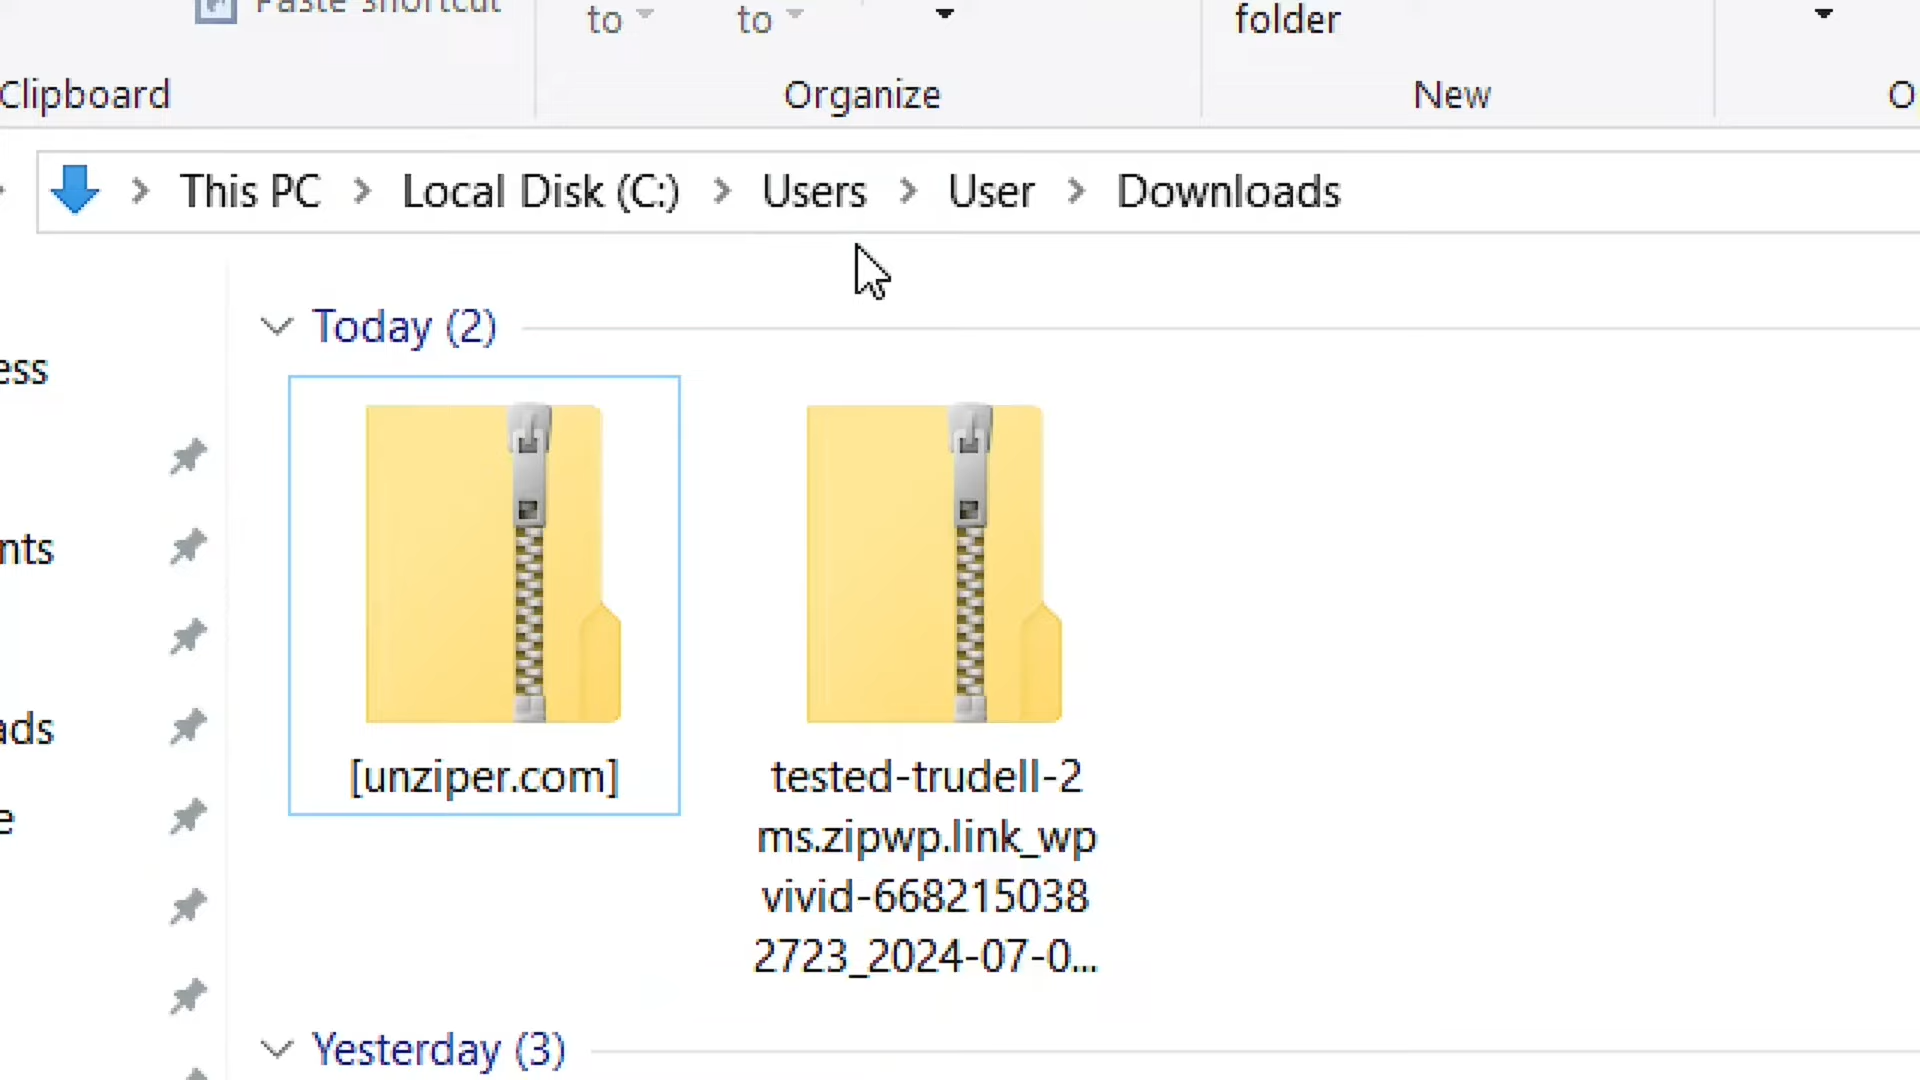 Paste shortcut
to
to
folder
Clipboard
Organize
New
This PC > Local Disk (C:) > Users > User > Downloads
Today (2)
ess
nts
ads
e
[unziper.com]
tested-trudell-2
ms.zipwp.link_wp
vivid-668215038
2723_2024-07-0...
Yesterday (3)